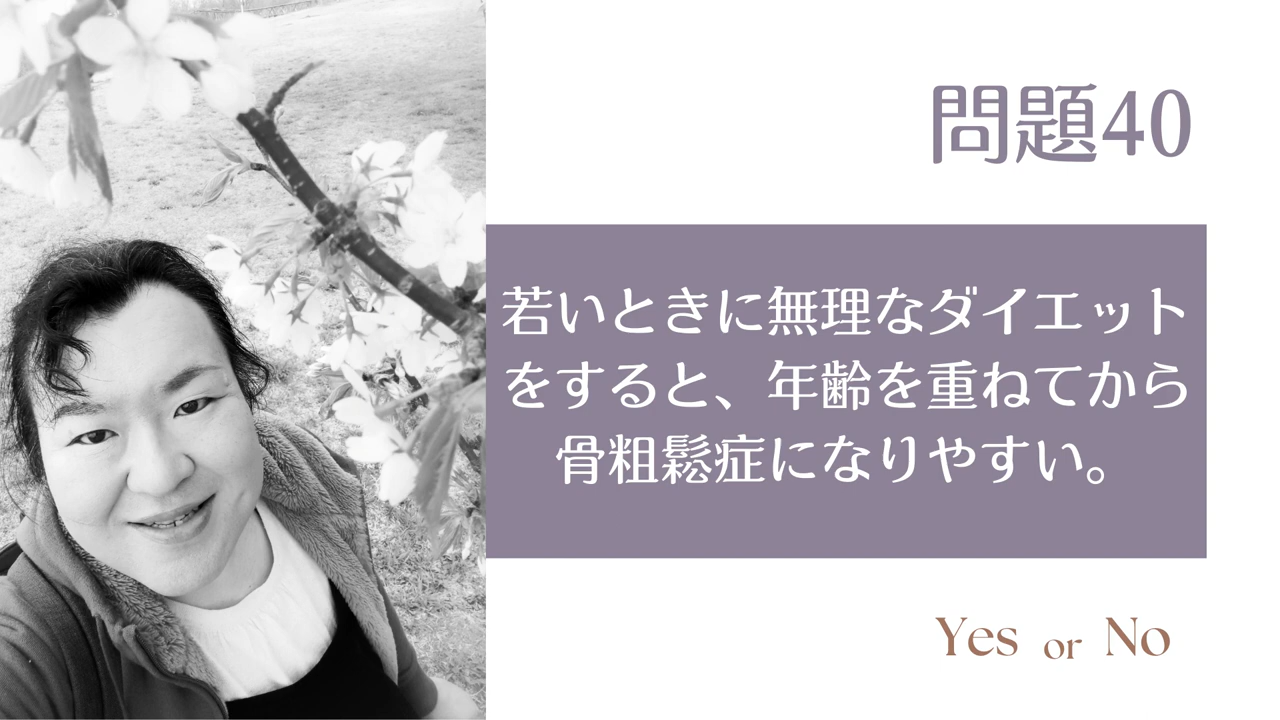 問題40
若いときに無理なダイエット
をすると、年齢を重ねてから
骨粗鬆症になりやすい。
Yes or No